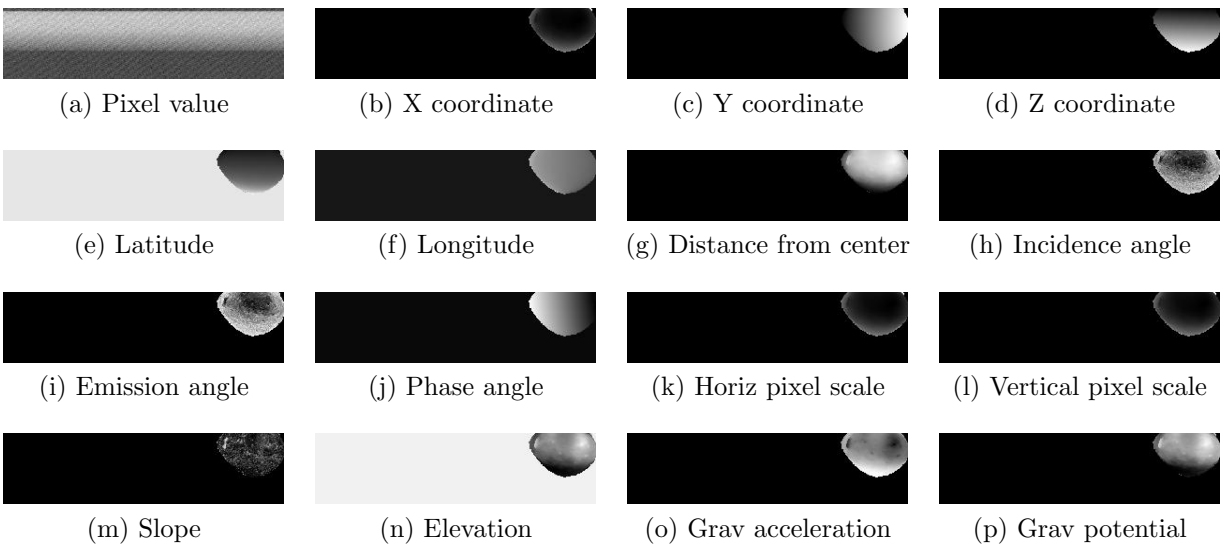 (a) Pixel value
(b) X coordinate
(c) Y coordinate
(d) Z coordinate
(e) Latitude
(f) Longitude
(g) Distance from center
(h) Incidence angle
(i) Emission angle
(j) Phase angle
(k) Horiz pixel scale
(l) Vertical pixel scale
(m) Slope
(n) Elevation
(o) Grav acceleration
(p) Grav potential